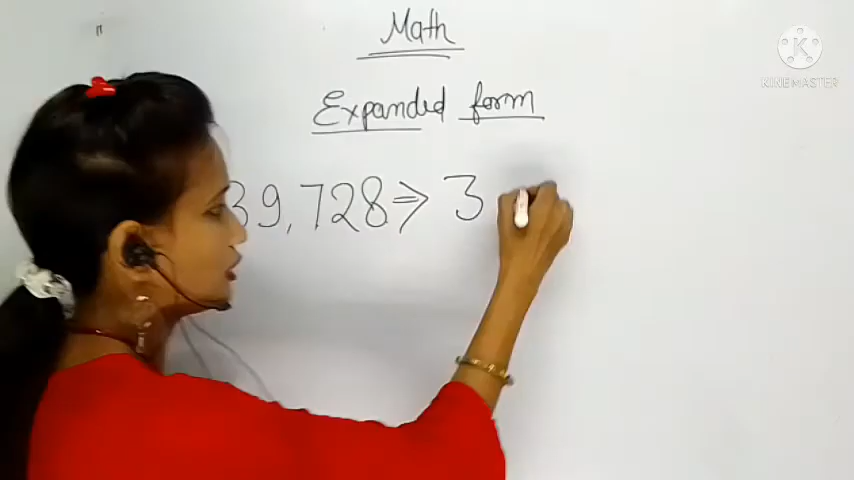 Math
Expanded form
39,728 ⇒ 3
KINEMASTER